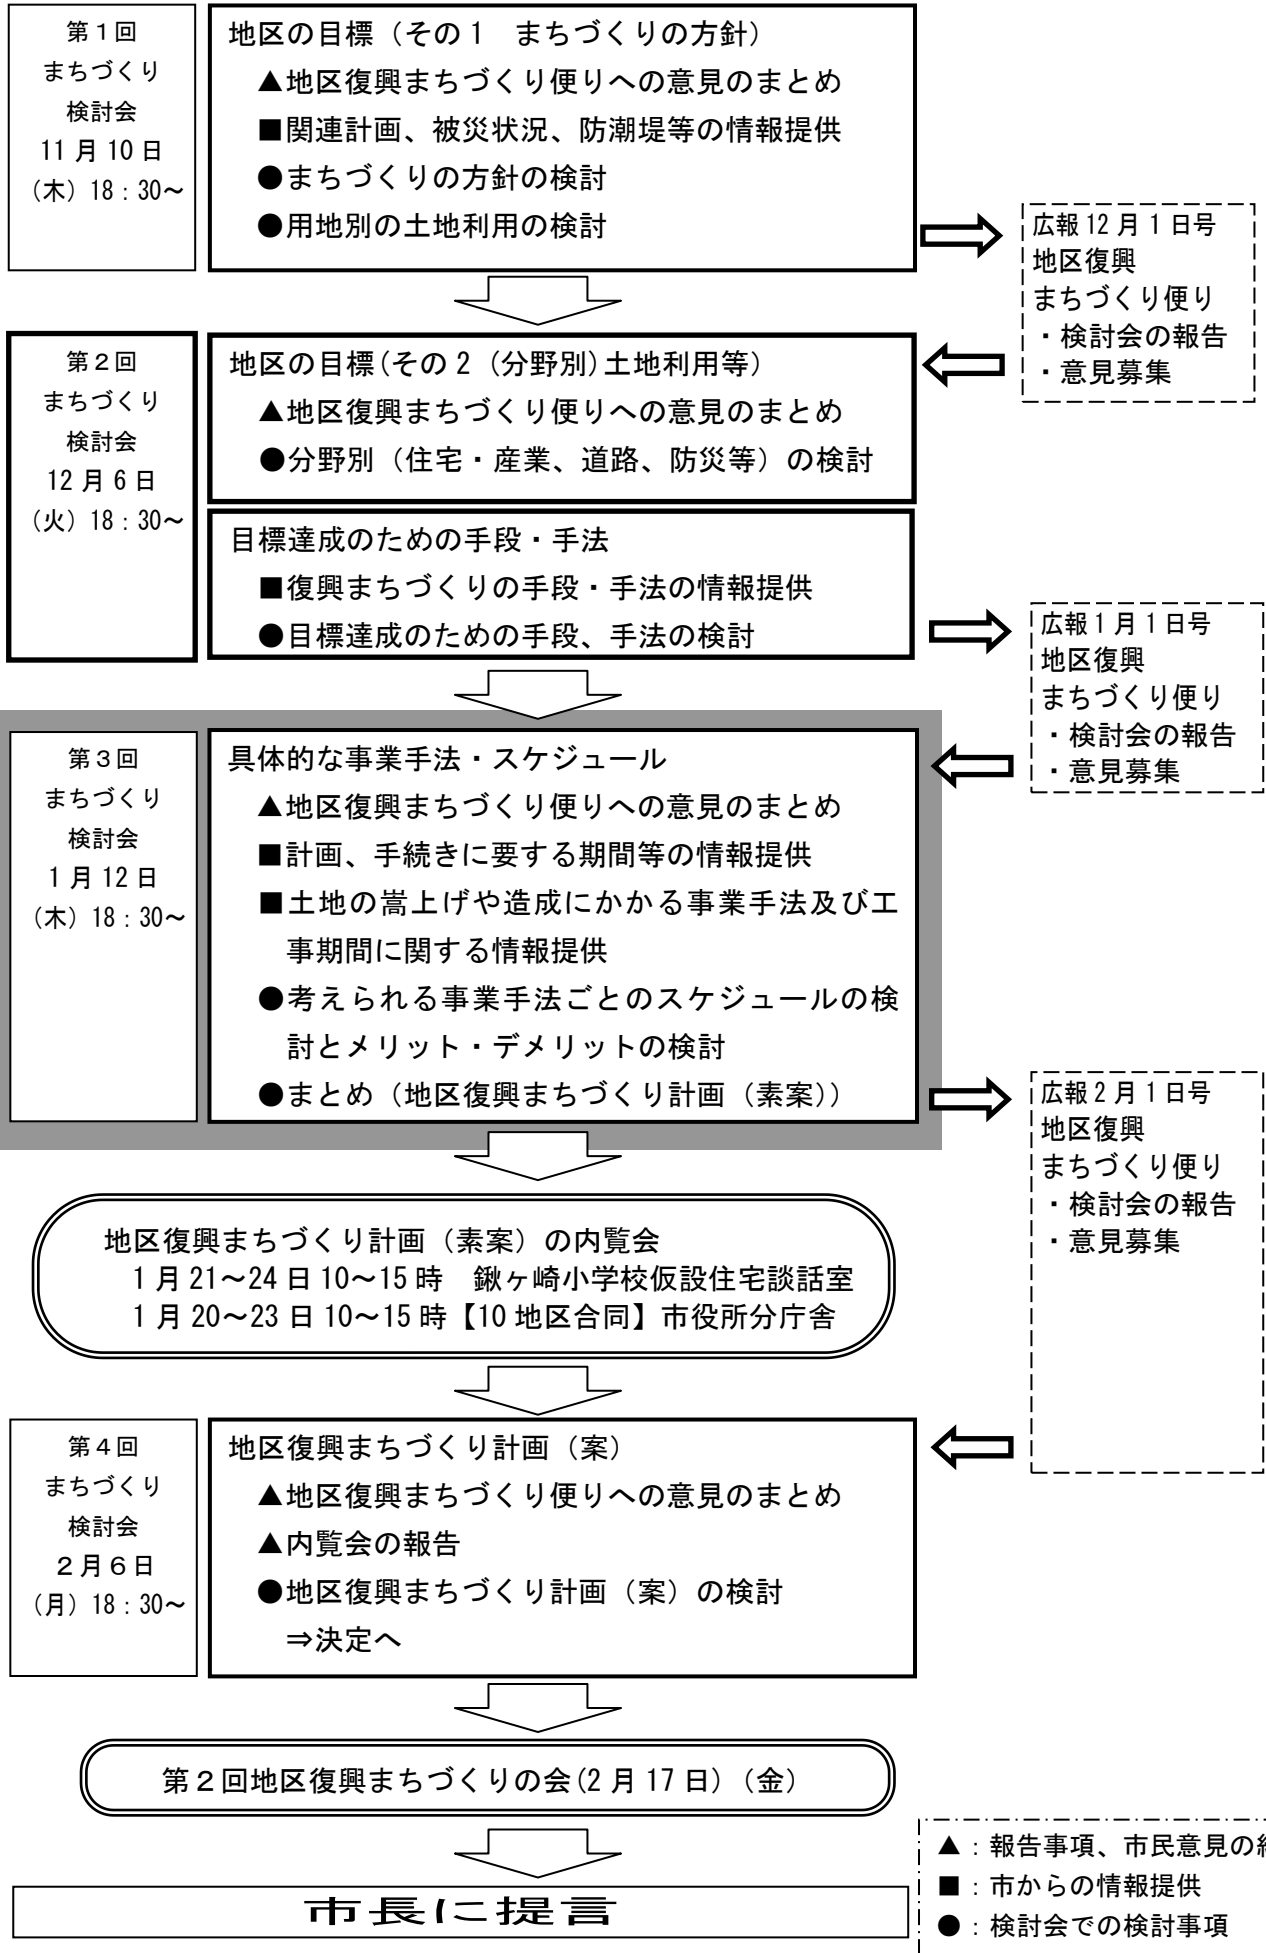 第1回
まちづくり
検討会
11月10日
（木）18：30～
地区の目標（その1　まちづくりの方針）
▲地区復興まちづくり便りへの意見のまとめ
■関連計画、被災状況、防潮堤等の情報提供
●まちづくりの方針の検討
●用地別の土地利用の検討
広報12月1日号
地区復興
まちづくり便り
・検討会の報告
・意見募集
第2回
まちづくり
検討会
12月6日
（火）18：30～
地区の目標（その2（分野別）土地利用等）
▲地区復興まちづくり便りへの意見のまとめ
●分野別（住宅・産業、道路、防災等）の検討
目標達成のための手段・手法
■復興まちづくりの手段・手法の情報提供
●目標達成のための手段、手法の検討
広報1月1日号
地区復興
まちづくり便り
・検討会の報告
・意見募集
第3回
まちづくり
検討会
1月12日
（木）18：30～
具体的な事業手法・スケジュール
▲地区復興まちづくり便りへの意見のまとめ
■計画、手続きに要する期間等の情報提供
■土地の嵩上げや造成にかかる事業手法及び工
事期間に関する情報提供
●考えられる事業手法ごとのスケジュールの検
討とメリット・デメリットの検討
●まとめ（地区復興まちづくり計画（素案））
広報2月1日号
地区復興
まちづくり便り
・検討会の報告
・意見募集
地区復興まちづくり計画（素案）の内覧会
1月21～24日10～15時　鍬ヶ崎小学校仮設住宅談話室
1月20～23日10～15時【10地区合同】市役所分庁舎
第4回
まちづくり
検討会
2月6日
（月）18：30～
地区復興まちづくり計画（案）
▲地区復興まちづくり便りへの意見のまとめ
▲内覧会の報告
●地区復興まちづくり計画（案）の検討
⇒決定へ
第2回地区復興まちづくりの会(2月17日)（金）
市長に提言
▲：報告事項、市民意見の
■：市からの情報提供
●：検討会での検討事項